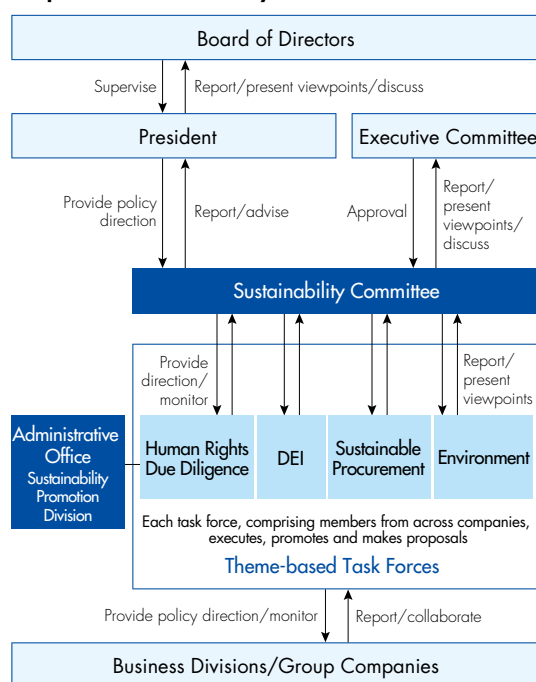 Board of Directors
Supervise
Report/present viewpoints/discuss
President
Executive Committee
Provide policy
direction
Report/advise
Approval
Report/
present
viewpoints/
discuss
Sustainability Committee
Provide
direction/
monitor
Report/
present
viewpoints
Administrative
Office
Sustainability
Promotion
Division
Human Rights
Due Diligence
DEI
Sustainable
Procurement
Environment
Each task force, comprising members from across companies,
executes, promotes and makes proposals
Theme-based Task Forces
Provide policy direction/monitor
Report/collaborate
Business Divisions/Group Companies